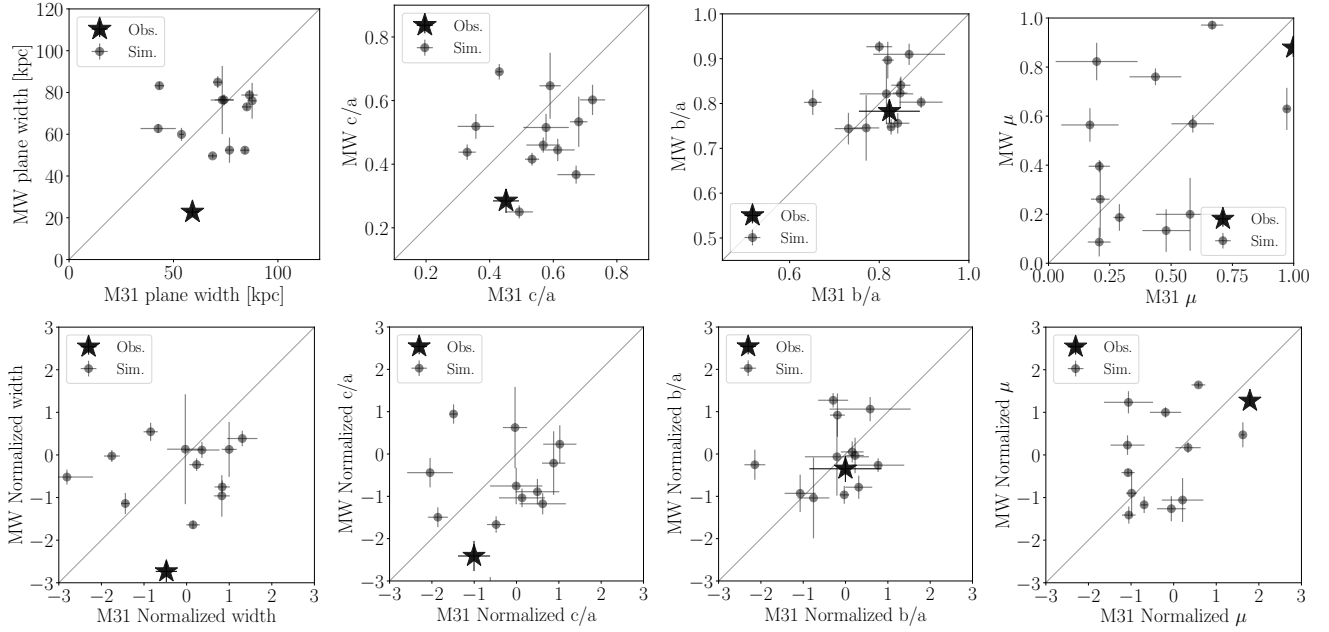 MW plane width [kpc]
120
100
80
60
40
20
0
Obs.
Sim.
0 50 100
M31 plane width [kpc]
MW c/a
0.8
0.6
0.4
0.2
Obs.
Sim.
0.2 0.4 0.6 0.8
M31 c/a
MW b/a
1.0
0.9
0.8
0.7
0.6
0.5
Obs.
Sim.
0.6 0.8 1.0
M31 b/a
MW μ
1.0
0.8
0.6
0.4
0.2
0.0
Obs.
Sim.
0.00 0.25 0.50 0.75 1.00
M31 μ
MW Normalized width
3
2
1
0
−1
−2
−3
Obs.
Sim.
−3 −2 −1 0 1 2 3
M31 Normalized width
MW Normalized c/a
3
2
1
0
−1
−2
−3
Obs.
Sim.
−3 −2 −1 0 1 2 3
M31 Normalized c/a
MW Normalized b/a
3
2
1
0
−1
−2
−3
Obs.
Sim.
−3 −2 −1 0 1 2 3
M31 Normalized b/a
MW Normalized μ
3
2
1
0
−1
−2
−3
Obs.
Sim.
−3 −2 −1 0 1 2 3
M31 Normalized μ